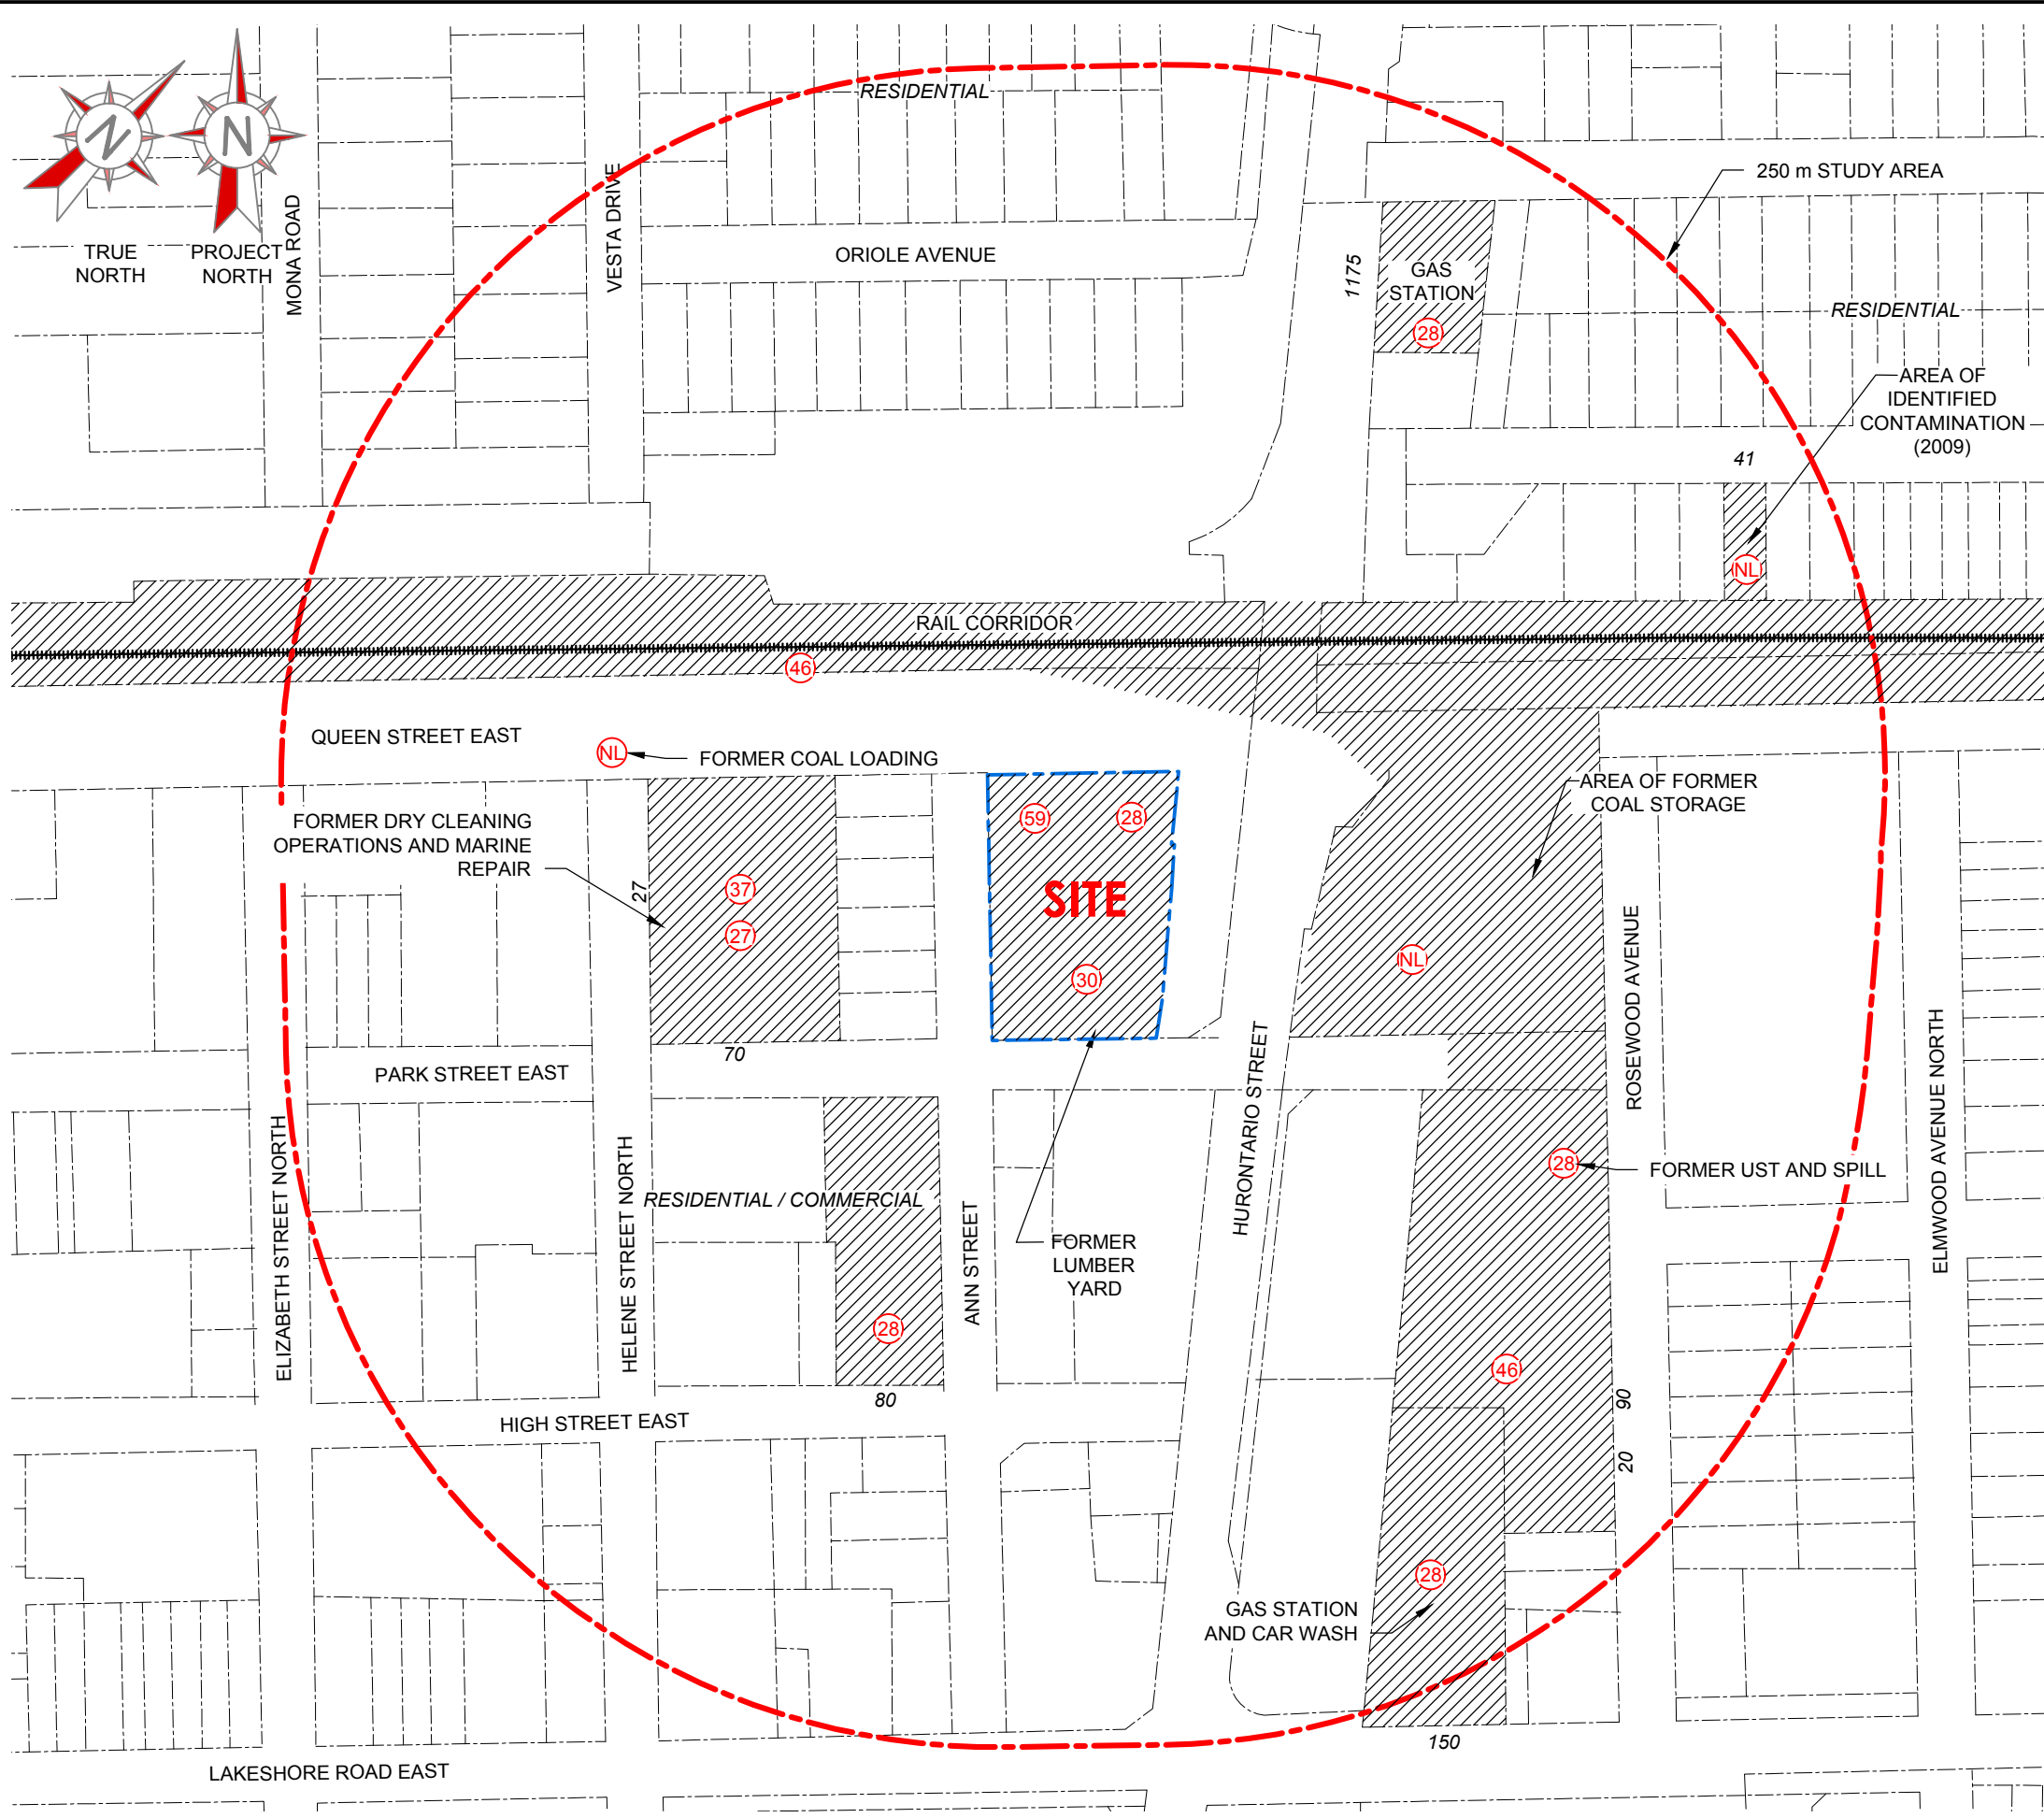 RESIDENTIAL
250 m STUDY AREA
N
N
TRUE
NORTH
PROJECT
NORTH
MONA ROAD
VESTA DRIVE
ORIOLE AVENUE
1175
GAS
STATION
28
RESIDENTIAL
AREA OF
IDENTIFIED
CONTAMINATION
(2009)
41
NL
RAIL CORRIDOR
46
QUEEN STREET EAST
NL
FORMER COAL LOADING
AREA OF FORMER
COAL STORAGE
FORMER DRY CLEANING
OPERATIONS AND MARINE
REPAIR
27
37
27
59
28
SITE
30
NL
ROSEWOOD AVENUE
ELMWOOD AVENUE NORTH
70
PARK STREET EAST
HURONTARIO STREET
ELIZABETH STREET NORTH
HELENE STREET NORTH
RESIDENTIAL / COMMERCIAL
ANN STREET
28
FORMER UST AND SPILL
FORMER
LUMBER
YARD
28
80
46
90
20
HIGH STREET EAST
28
GAS STATION
AND CAR WASH
150
LAKESHORE ROAD EAST